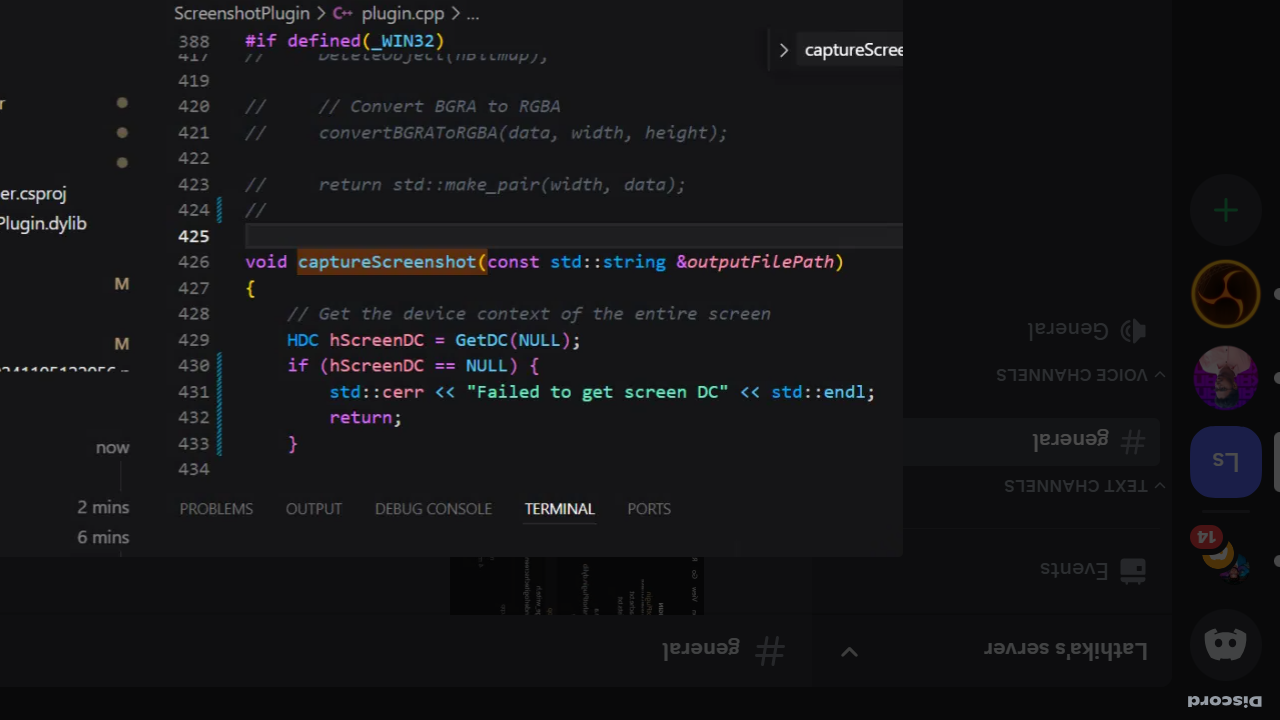 ScreenshotPlugin > C++ plugin.cpp > ...
388 #if defined(_WIN32)
417 // DeleteObject(hBitmap);
419
420 // // Convert BGRA to RGBA
421 // convertBGRAToRGBA(data, width, height);
422
423 // return std::make_pair(width, data);
424 //
425
426 void captureScreenshot(const std::string &outputFilePath)
427 {
428 // Get the device context of the entire screen
429 HDC hScreenDC = GetDC(NULL);
430 if (hScreenDC == NULL) {
431 std::cerr << "Failed to get screen DC" << std::endl;
432 return;
433 }
434
captureScree
er.csproj
Plugin.dylib
M
M
now
2 mins
6 mins
PROBLEMS OUTPUT DEBUG CONSOLE TERMINAL PORTS
Discord
Lathika's server
general
Events
14
TEXT CHANNELS
general
Ls
VOICE CHANNELS
General